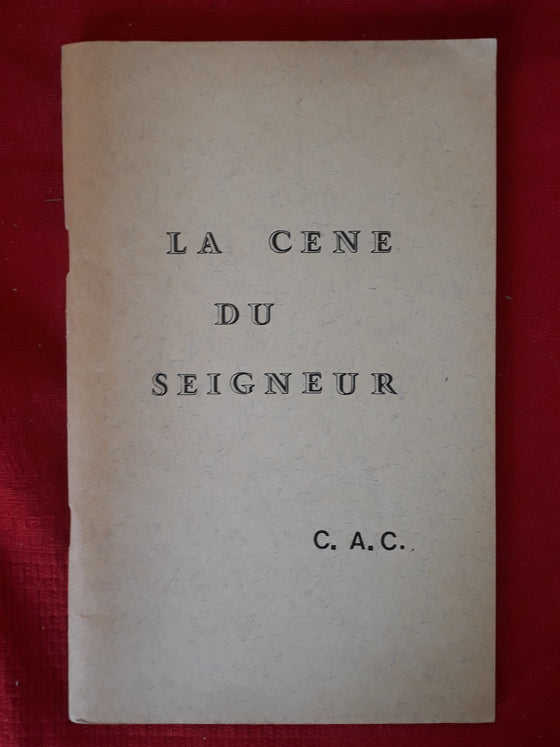 LA CENE
DU
SEIGNEUR
C. A. C.